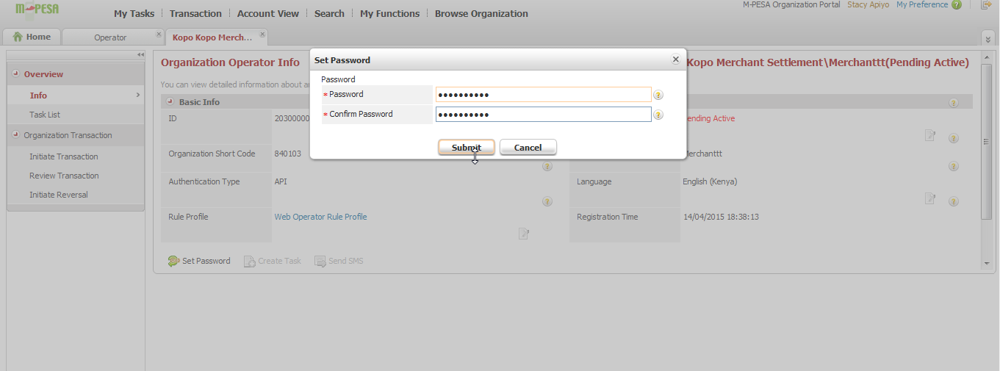 M-PESA
My Tasks Transaction Account View Search My Functions Browse Organization
M-PESA Organization Portal Stacy Apiyo My Preference
Home Operator Kopo Kopo Merch...
Overview
Info
Task List
Organization Transaction
Initiate Transaction
Review Transaction
Initiate Reversal
Organization Operator Info
Kopo Merchant Settlement\Merchanttt(Pending Active)
You can view detailed information about
Set Password
Password
* Password ••••••••••
* Confirm Password ••••••••••
Submit Cancel
Basic Info
ID 20300000
Active
Organization Short Code 840103
Authentication Type API
Language English (Kenya)
Rule Profile Web Operator Rule Profile
Registration Time 14/04/2015 18:38:13
Set Password Create Task Send SMS